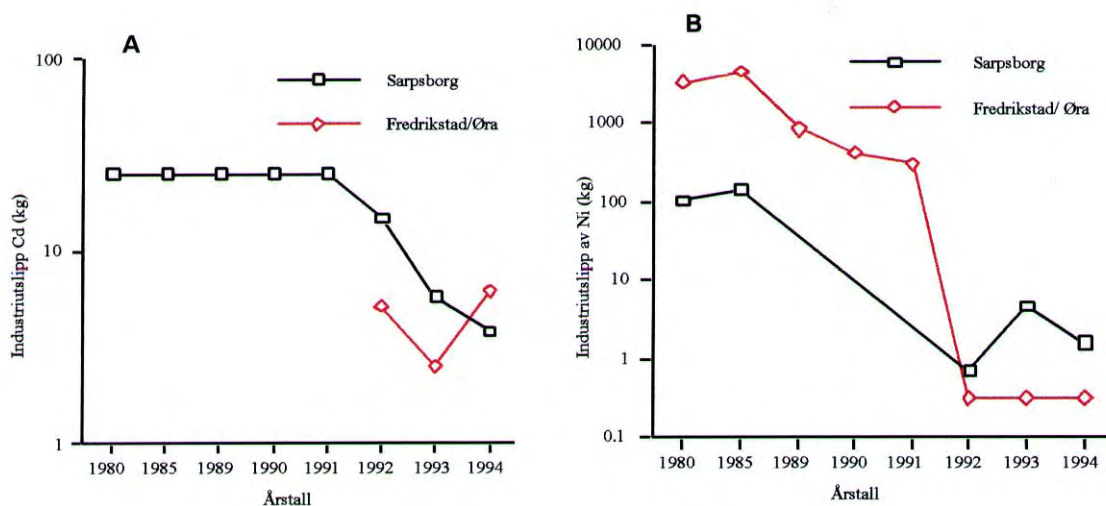 A
Industriutslipp Cd (kg)
100
10
1
Sarpsborg
Fredrikstad/Øra
1980 1985 1989 1990 1991 1992 1993 1994
Årstall
B
Industriutslipp av Ni (kg)
10000
1000
100
10
1
0.1
Sarpsborg
Fredrikstad/ Øra
1980 1985 1989 1990 1991 1992 1993 1994
Årstall